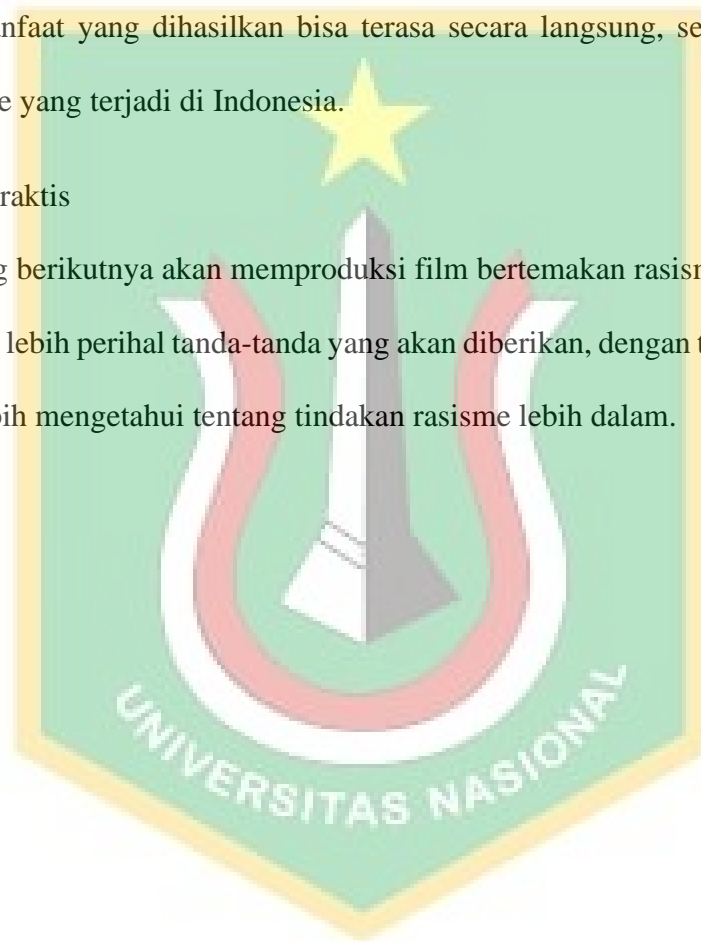 nfaat yang dihasilkan bisa terasa secara langsung, se
e yang terjadi di Indonesia.
raktis
g berikutnya akan memproduksi film bertemakan rasism
lebih perihal tanda-tanda yang akan diberikan, dengan t
bih mengetahui tentang tindakan rasisme lebih dalam.
UNIVERSITAS NASIONAL